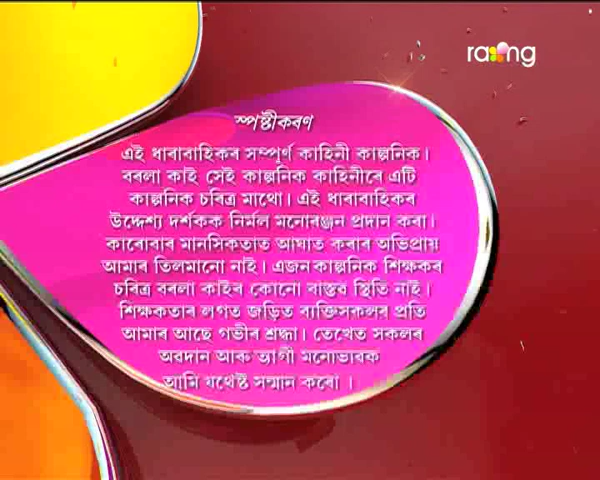 rang
স্পষ্টীকৰণ
এই ধাৰাবাহিকৰ সম্পূৰ্ণ কাহিনী কাল্পনিক।
বৰলা কাই সেই কাল্পনিক কাহিনীৰে এটি
কাল্পনিক চৰিত্ৰ মাথো। এই ধাৰাবাহিকৰ
উদ্দেশ্য দৰ্শকক নিৰ্মল মনোৰঞ্জন প্ৰদান কৰা।
কাৰোবাৰ মানসিকতাত আঘাত কৰাৰ অভিপ্ৰায়
আমাৰ তিলমানো নাই। এজন কাল্পনিক শিক্ষকৰ
চৰিত্ৰ বৰলা কাইৰ কোনো বাস্তৱ স্থিতি নাই।
শিক্ষকতাৰ লগত জড়িত ব্যক্তিসকলৰ প্ৰতি
আমাৰ আছে গভীৰ শ্ৰদ্ধা। তেখেত সকলৰ
অৱদান আৰু ত্যাগী মনোভাৱক
আমি যথেষ্ট সন্মান কৰো ।